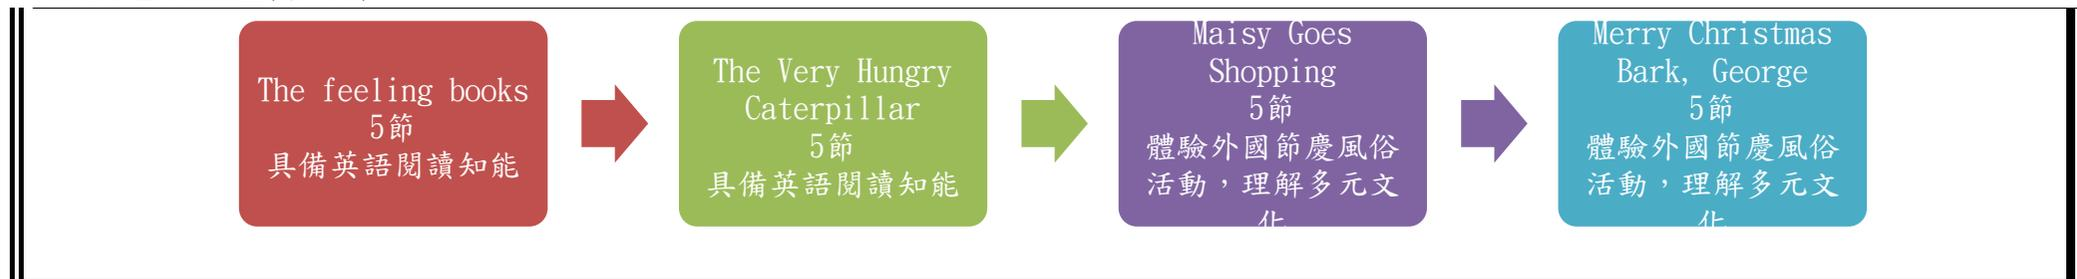 The feeling books
5節
具備英語閱讀知能
The Very Hungry
Caterpillar
5節
具備英語閱讀知能
Maisy Goes
Shopping
5節
體驗外國節慶風俗
活動，理解多元文
化
Merry Christmas
Bark, George
5節
體驗外國節慶風俗
活動，理解多元文
化